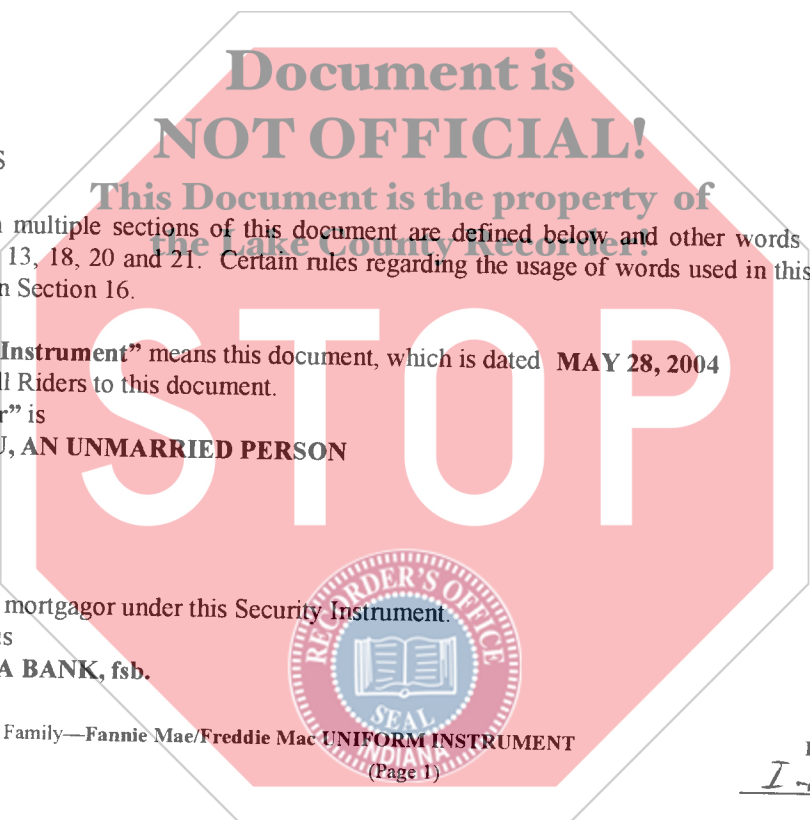 Document is
NOT OFFICIAL!
This Document is the property of
the Lake County Recorder!
S
multiple sections of this document are defined below and other words
13, 18, 20 and 21. Certain rules regarding the usage of words used in this
n Section 16.
Instrument” means this document, which is dated MAY 28, 2004
ll Riders to this document.
r” is
U, AN UNMARRIED PERSON
STOP
mortgagor under this Security Instrument.
is
A BANK, fsb.
RECORDER'S OFFICE
SEAL
INDIANA
Family—Fannie Mae/Freddie Mac UNIFORM INSTRUMENT
(Page 1)